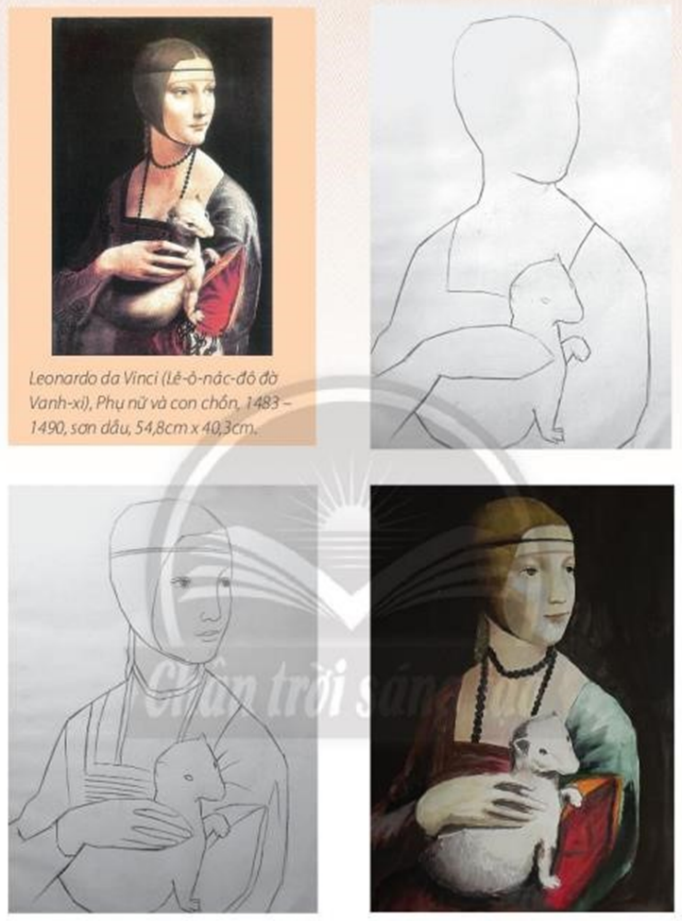 Leonardo da Vinci (Lê-ô-nác-đô đờ
Vanh-xi), Phụ nữ và con chồn, 1483 –
1490, sơn dầu, 54,8cm x 40,3cm.
Chân trời sáng tạo